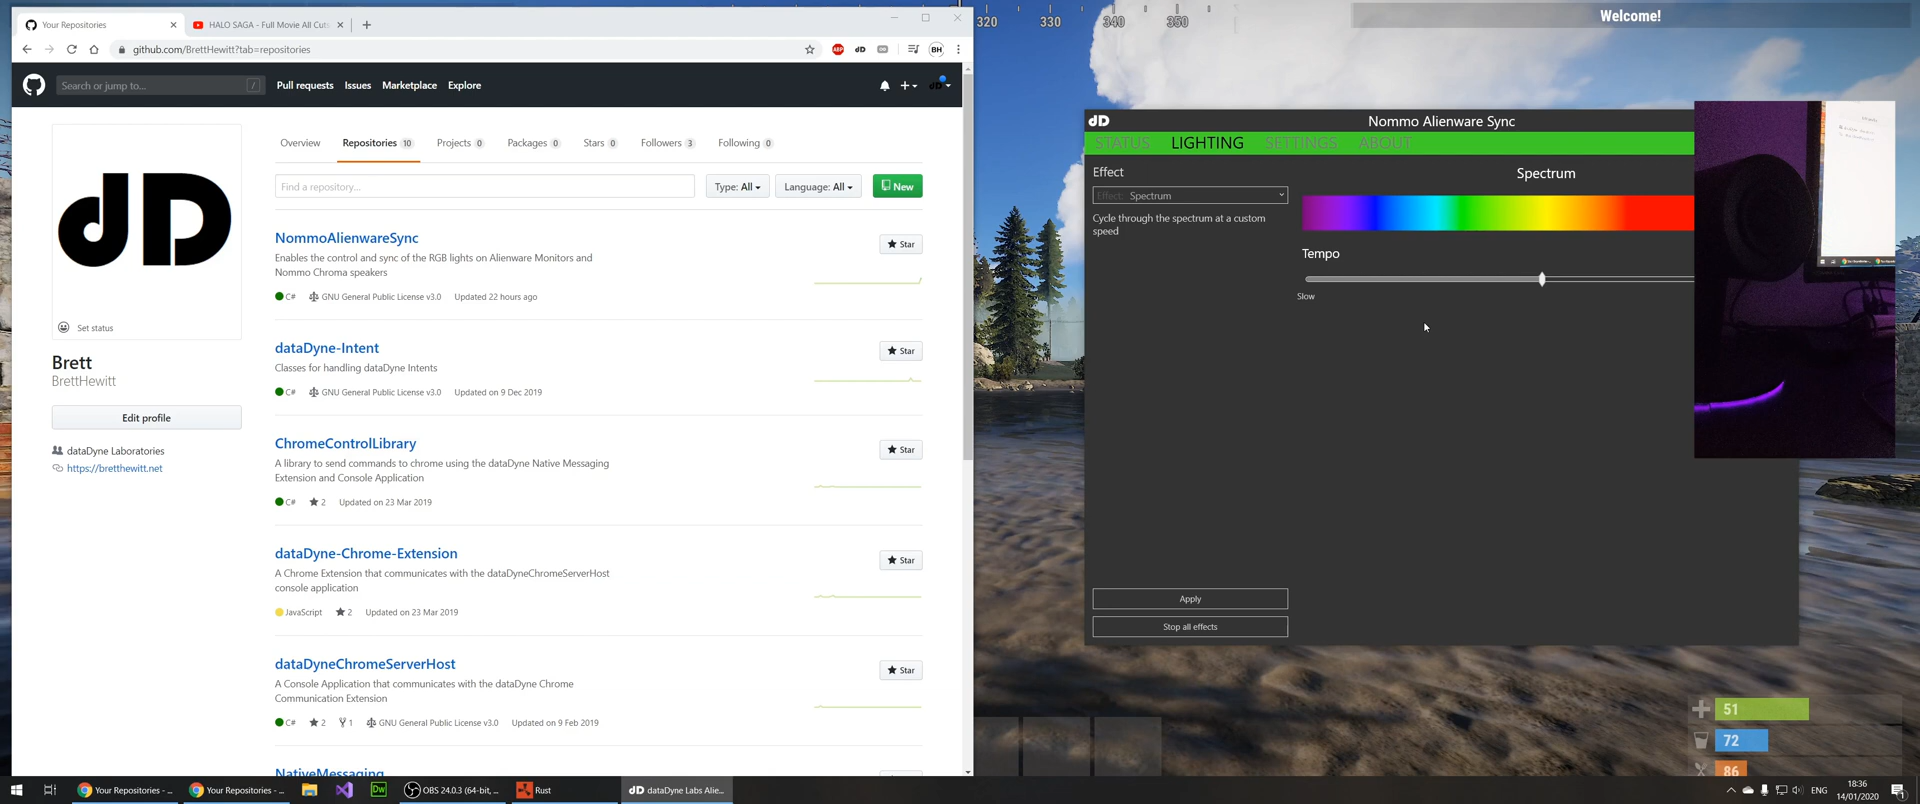 Your Repositories
HALO SAGA - Full Movie All Cuts
github.com/BrettHewitt?tab=repositories
ABP
dD
BH
Search or jump to...
/
Pull requests
Issues
Marketplace
Explore
dD
Set status
Brett
BrettHewitt
Edit profile
dataDyne Laboratories
https://bretthewitt.net
Overview
Repositories 10
Projects 0
Packages 0
Stars 0
Followers 3
Following 0
Find a repository...
Type: All
Language: All
New
NommoAlienwareSync
Star
Enables the control and sync of the RGB lights on Alienware Monitors and
Nommo Chroma speakers
C#
GNU General Public License v3.0
Updated 22 hours ago
dataDyne-Intent
Star
Classes for handling dataDyne Intents
C#
GNU General Public License v3.0
Updated on 9 Dec 2019
ChromeControlLibrary
Star
A library to send commands to chrome using the dataDyne Native Messaging
Extension and Console Application
C#
2
Updated on 23 Mar 2019
dataDyne-Chrome-Extension
Star
A Chrome Extension that communicates with the dataDyneChromeServerHost
console application
JavaScript
2
Updated on 23 Mar 2019
dataDyneChromeServerHost
Star
A Console Application that communicates with the dataDyne Chrome
Communication Extension
C#
2
1
GNU General Public License v3.0
Updated on 9 Feb 2019
NativeMessaging
320
330
340
350
Welcome!
dD
Nommo Alienware Sync
STATUS
LIGHTING
SETTINGS
ABOUT
Effect
Effect: Spectrum
Cycle through the spectrum at a custom
speed
Spectrum
Tempo
Slow
Apply
Stop all effects
51
72
86
Your Repositories - ...
Your Repositories - ...
Dw
OBS 24.0.3 (64-bit, ...
Rust
dD dataDyne Labs Alie...
ENG
18:36
14/01/2020
1